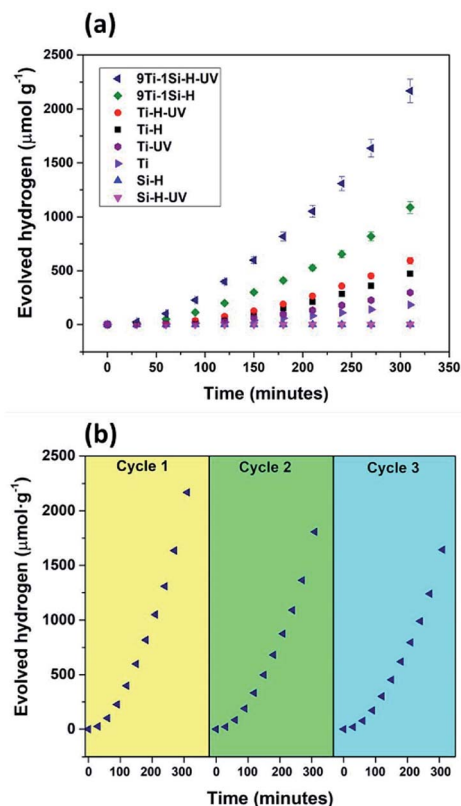 (a)
9Ti-1Si-H-UV
9Ti-1Si-H
Ti-H-UV
Ti-H
Ti-UV
Ti
Si-H
Si-H-UV
Evolved hydrogen (μmol g⁻¹)
2500
2000
1500
1000
500
0
0 50 100 150 200 250 300 350
Time (minutes)
(b)
Cycle 1 Cycle 2 Cycle 3
Evolved hydrogen (μmol·g⁻¹)
2500
2000
1500
1000
500
0
0 100 200 300 0 100 200 300 0 100 200 300
Time (minutes)